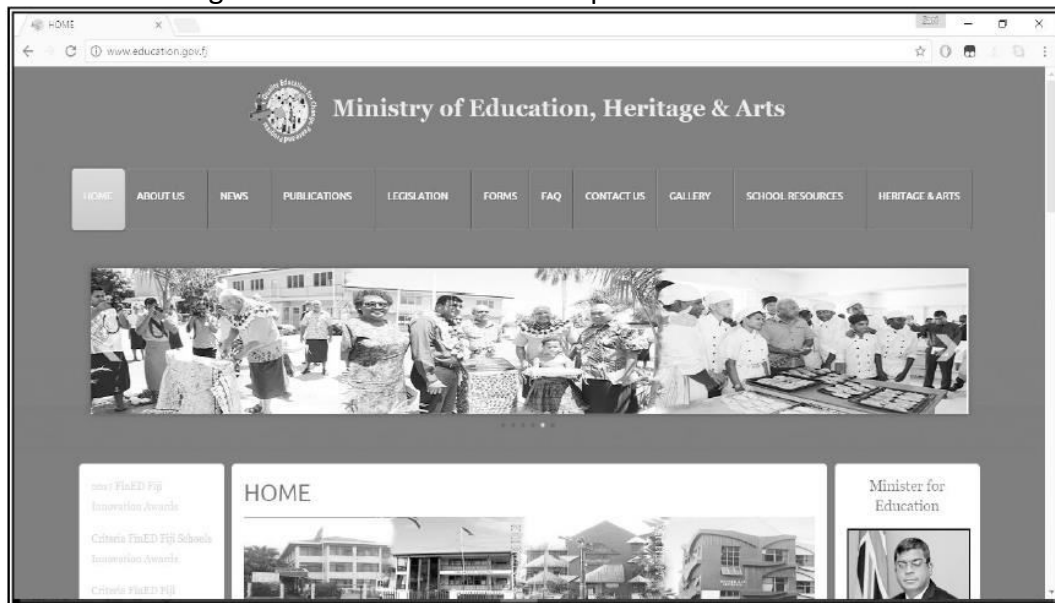 HOME
www.education.gov.fj
Ministry of Education, Heritage & Arts
HOME ABOUT US NEWS PUBLICATIONS LEGISLATION FORMS FAQ CONTACT US GALLERY SCHOOL RESOURCES HERITAGE & ARTS
FinED Fiji
Innovation Awards
Criteria FinED Fiji Schools
Innovation Awards
Criteria FinED Fiji
HOME
Minister for
Education